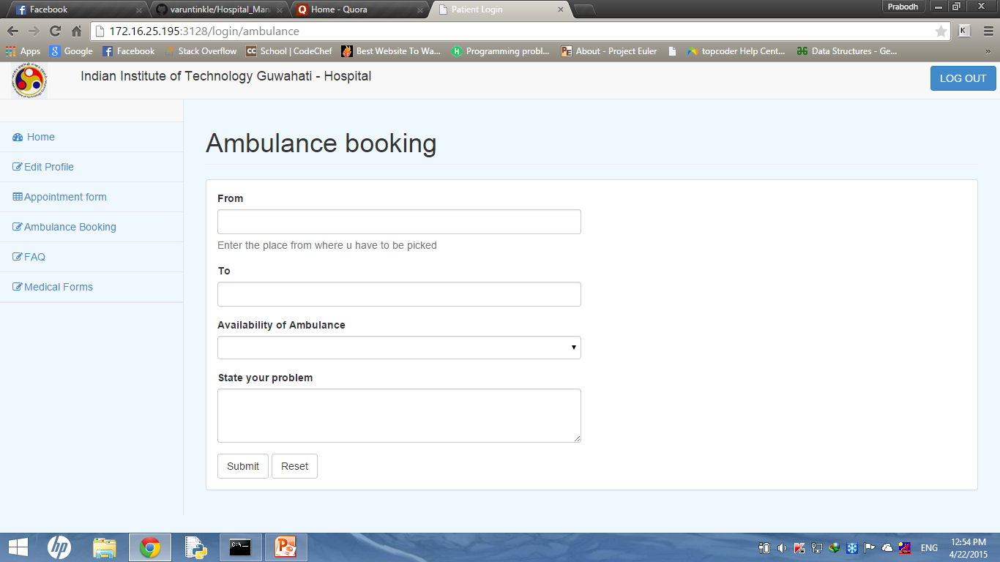 Facebook
varuntinkle/Hospital_Man
Home - Quora
Patient Login
Prabodh
172.16.25.195:3128/login/ambulance
Apps Google Facebook Stack Overflow School | CodeChef Best Website To Wa... Programming probl... About - Project Euler topcoder Help Cent... Data Structures - Ge... »
Indian Institute of Technology Guwahati - Hospital
LOG OUT
Home
Edit Profile
Appointment form
Ambulance Booking
FAQ
Medical Forms
Ambulance booking
From
Enter the place from where u have to be picked
To
Availability of Ambulance
State your problem
Submit Reset
ENG
12:54 PM
4/22/2015